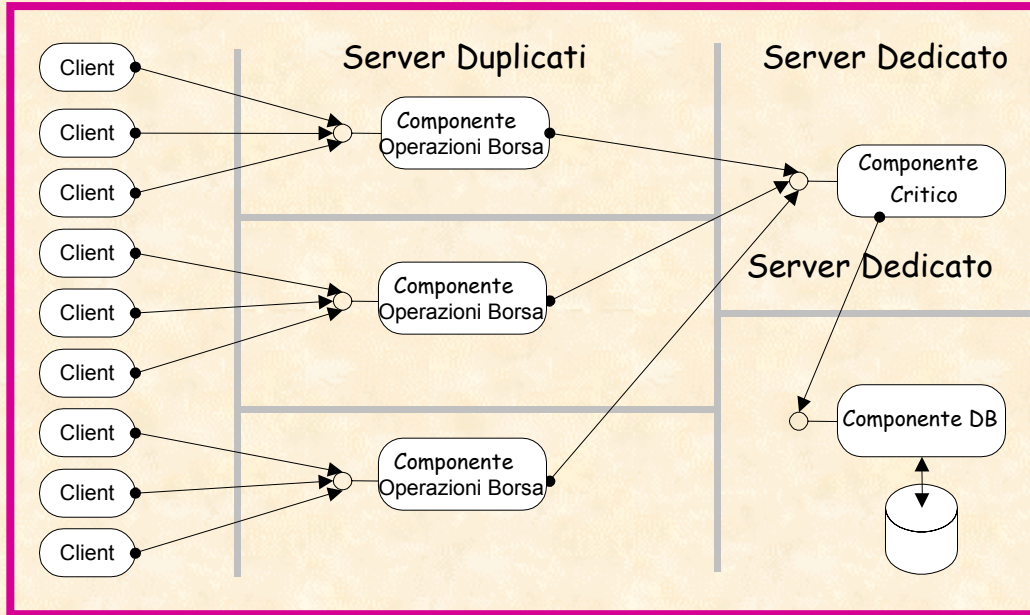 Client
Client
Client
Client
Client
Client
Client
Client
Client
Server Duplicati
Componente
Operazioni Borsa
Componente
Operazioni Borsa
Componente
Operazioni Borsa
Server Dedicato
Componente
Critico
Server Dedicato
Componente DB